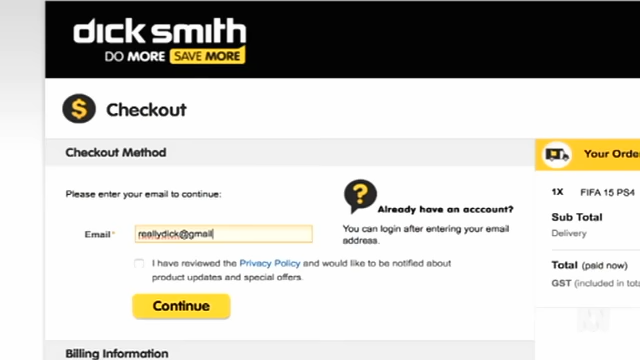 dick smith
DO MORE SAVE MORE
$ Checkout
Checkout Method
Please enter your email to continue:
Email*
reallydick@gmail
?
Already have an acccount?
You can login after entering your email
address.
I have reviewed the Privacy Policy and would like to be notified about
product updates and special offers.
Continue
Billing Information
Your Orde
1X FIFA 15 PS4
Sub Total
Delivery
Total (paid now)
GST (included in tota